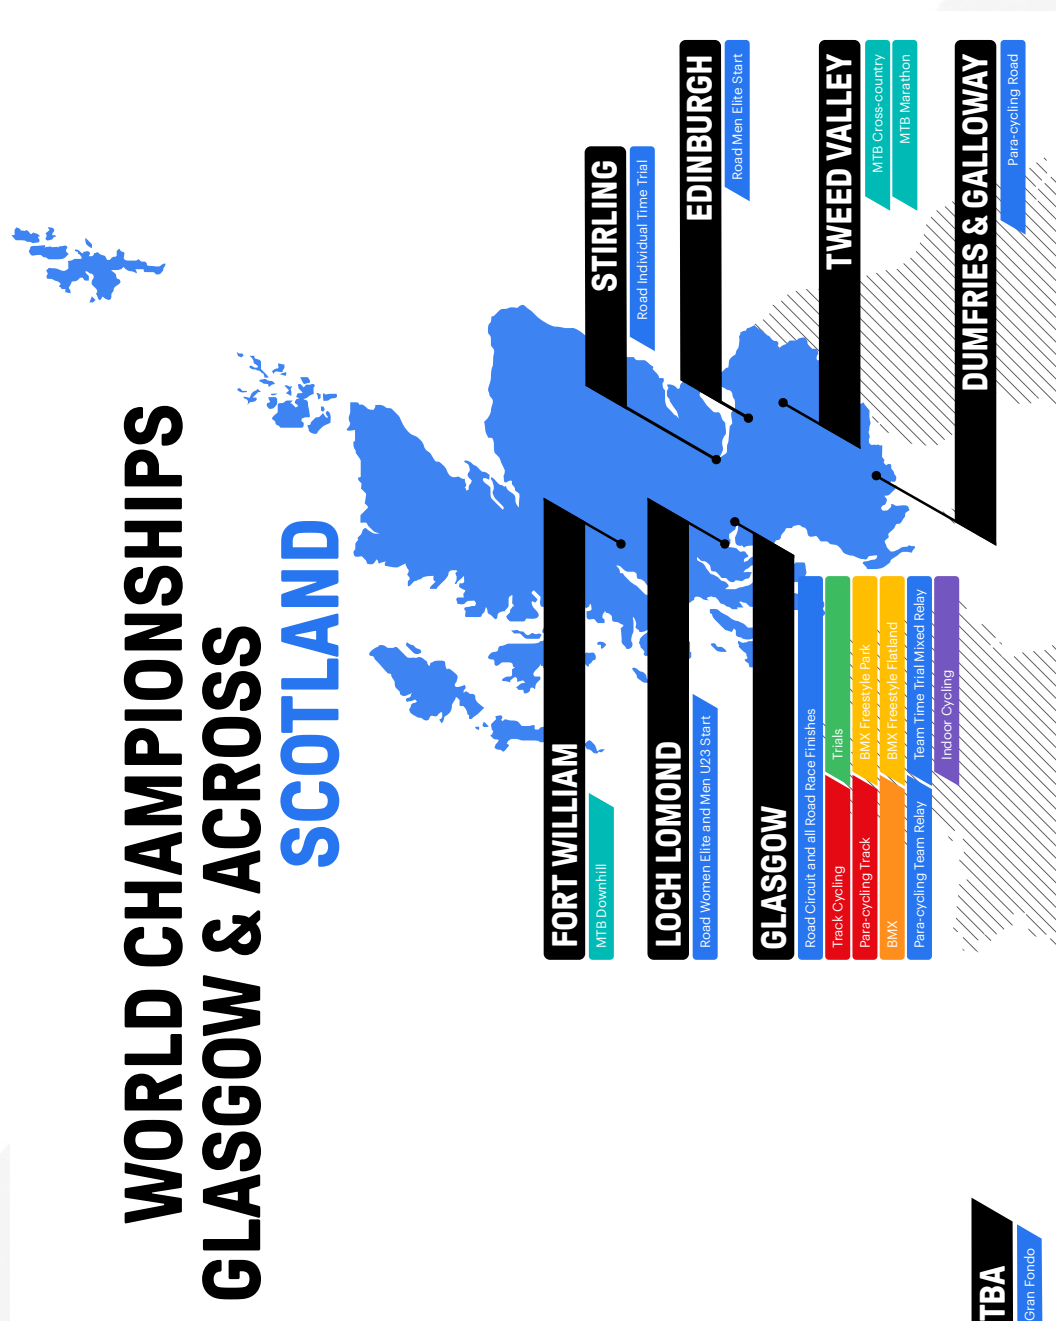 WORLD CHAMPIONSHIPS
GLASGOW & ACROSS
SCOTLAND
FORT WILLIAM
MTB Downhill
LOCH LOMOND
Road Women Elite and Men U23 Start
GLASGOW
Road Circuit and all Road Race Finishes
Track Cycling
Trials
Para-cycling Track
BMX Freestyle Park
BMX
BMX Freestyle Flatland
Para-cycling Team Relay
Team Time Trial Mixed Relay
Indoor Cycling
STIRLING
Road Individual Time Trial
EDINBURGH
Road Men Elite Start
TWEED VALLEY
MTB Cross-country
MTB Marathon
DUMFRIES & GALLOWAY
Para-cycling Road
TBA
Gran Fondo